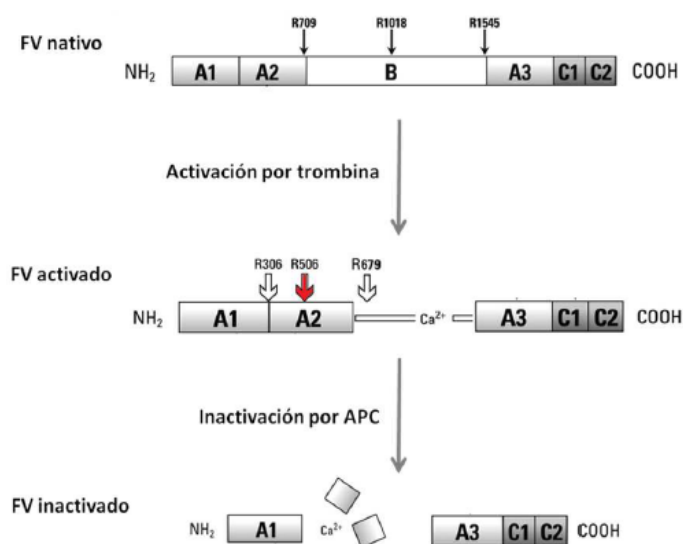 R709 R1018 R1545
FV nativo
NH₂ A1 A2 B A3 C1 C2 COOH
Activación por trombina
R306 R506 R679
FV activado
NH₂ A1 A2 Ca²⁺ A3 C1 C2 COOH
Inactivación por APC
FV inactivado
NH₂ A1 Ca²⁺ A3 C1 C2 COOH